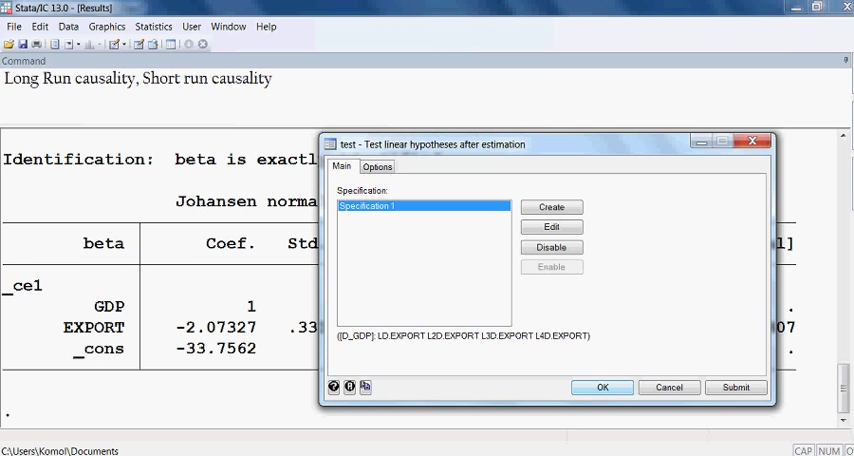 Stata/IC 13.0 - [Results]
File Edit Data Graphics Statistics User Window Help
Command
Long Run causality, Short run causality
Identification: beta is exactl
Johansen norma
beta Coef. Std l]
_ce1
GDP 1 .
EXPORT -2.07327 .33 07
_cons -33.7562 .
.
test - Test linear hypotheses after estimation
Main Options
Specification:
Specification 1
Create
Edit
Disable
Enable
([D_GDP]: LD.EXPORT L2D.EXPORT L3D.EXPORT L4D.EXPORT)
OK Cancel Submit
C:\Users\Komol\Documents CAP NUM O